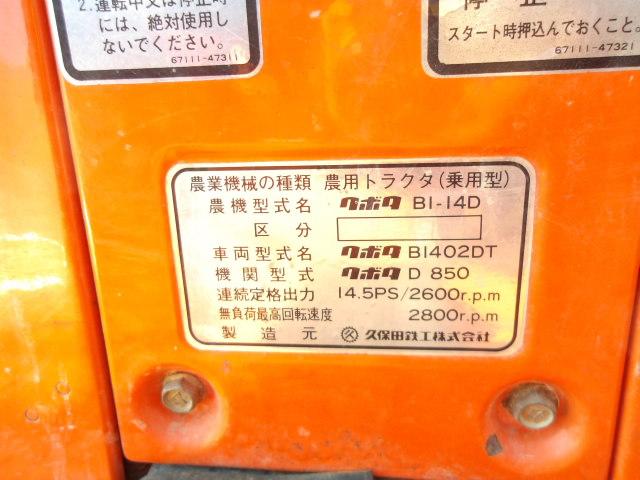 2.運転中又は停止時
には、絶対使用し
ないでください。
67111-47311
停 止
スタート時押込んでおくこと。
67111-47321
農業機械の種類 農用トラクタ(乗用型)
農機型式名 クボタ B1-14D
区分
車両型式名 クボタ B1402DT
機関型式 クボタ D 850
連続定格出力 14.5PS/2600r.p.m
無負荷最高回転速度 2800r.p.m
製造元 久保田鉄工株式会社